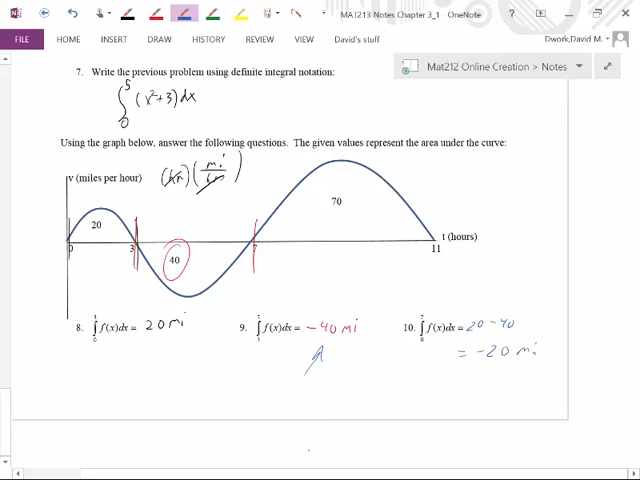 MAT213 Notes Chapter 3_1 - OneNote
FILE HOME INSERT DRAW HISTORY REVIEW VIEW David's stuff Dwork,David M.
Mat212 Online Creation > Notes
7. Write the previous problem using definite integral notation:
∫₀⁵ (x²+3) dx
Using the graph below, answer the following questions. The given values represent the area under the curve:
v (miles per hour) (hr) (mi/hr)
20
40
70
t (hours)
0 3 7 11
8. ∫₀³ f(x)dx = 20 mi
9. ∫₃⁷ f(x)dx = -40 mi
10. ∫₀⁷ f(x)dx = 20 - 40
= -20 mi